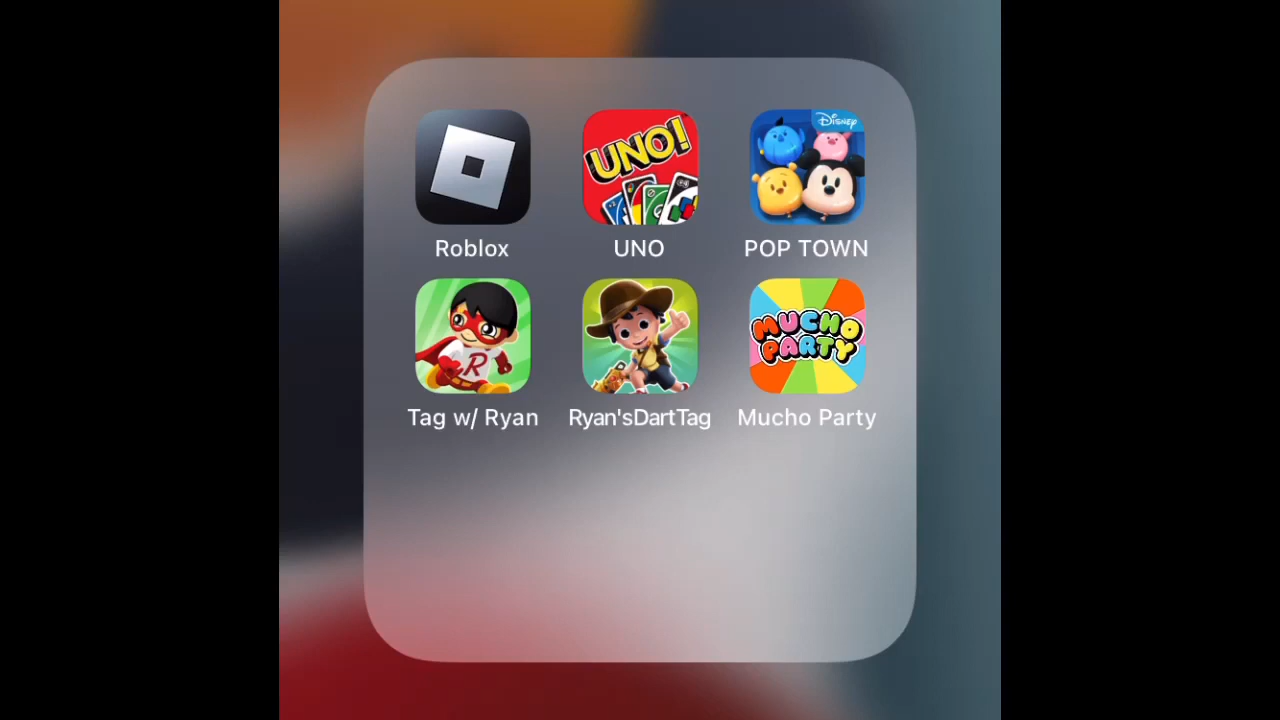 DISNEY
UNO!
Roblox
UNO
POP TOWN
R
MUCHO
PARTY
Tag w/ Ryan
Ryan'sDartTag
Mucho Party